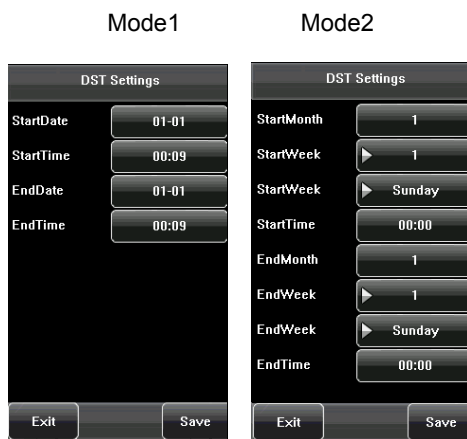 Mode1
DST Settings
StartDate 01-01
StartTime 00:09
EndDate 01-01
EndTime 00:09
Exit Save
Mode2
DST Settings
StartMonth 1
StartWeek 1
StartWeek Sunday
StartTime 00:00
EndMonth 1
EndWeek 1
EndWeek Sunday
EndTime 00:00
Exit Save